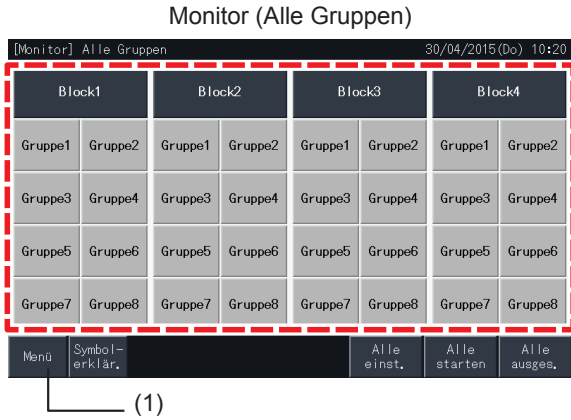 Monitor (Alle Gruppen)
[Monitor] Alle Gruppen 30/04/2015(Do) 10:20
Block1 Block2 Block3 Block4
Gruppe1 Gruppe2 Gruppe1 Gruppe2 Gruppe1 Gruppe2 Gruppe1 Gruppe2
Gruppe3 Gruppe4 Gruppe3 Gruppe4 Gruppe3 Gruppe4 Gruppe3 Gruppe4
Gruppe5 Gruppe6 Gruppe5 Gruppe6 Gruppe5 Gruppe6 Gruppe5 Gruppe6
Gruppe7 Gruppe8 Gruppe7 Gruppe8 Gruppe7 Gruppe8 Gruppe7 Gruppe8
Menü
Symbol-
erklär.
Alle
einst.
Alle
starten
Alle
ausges.
(1)